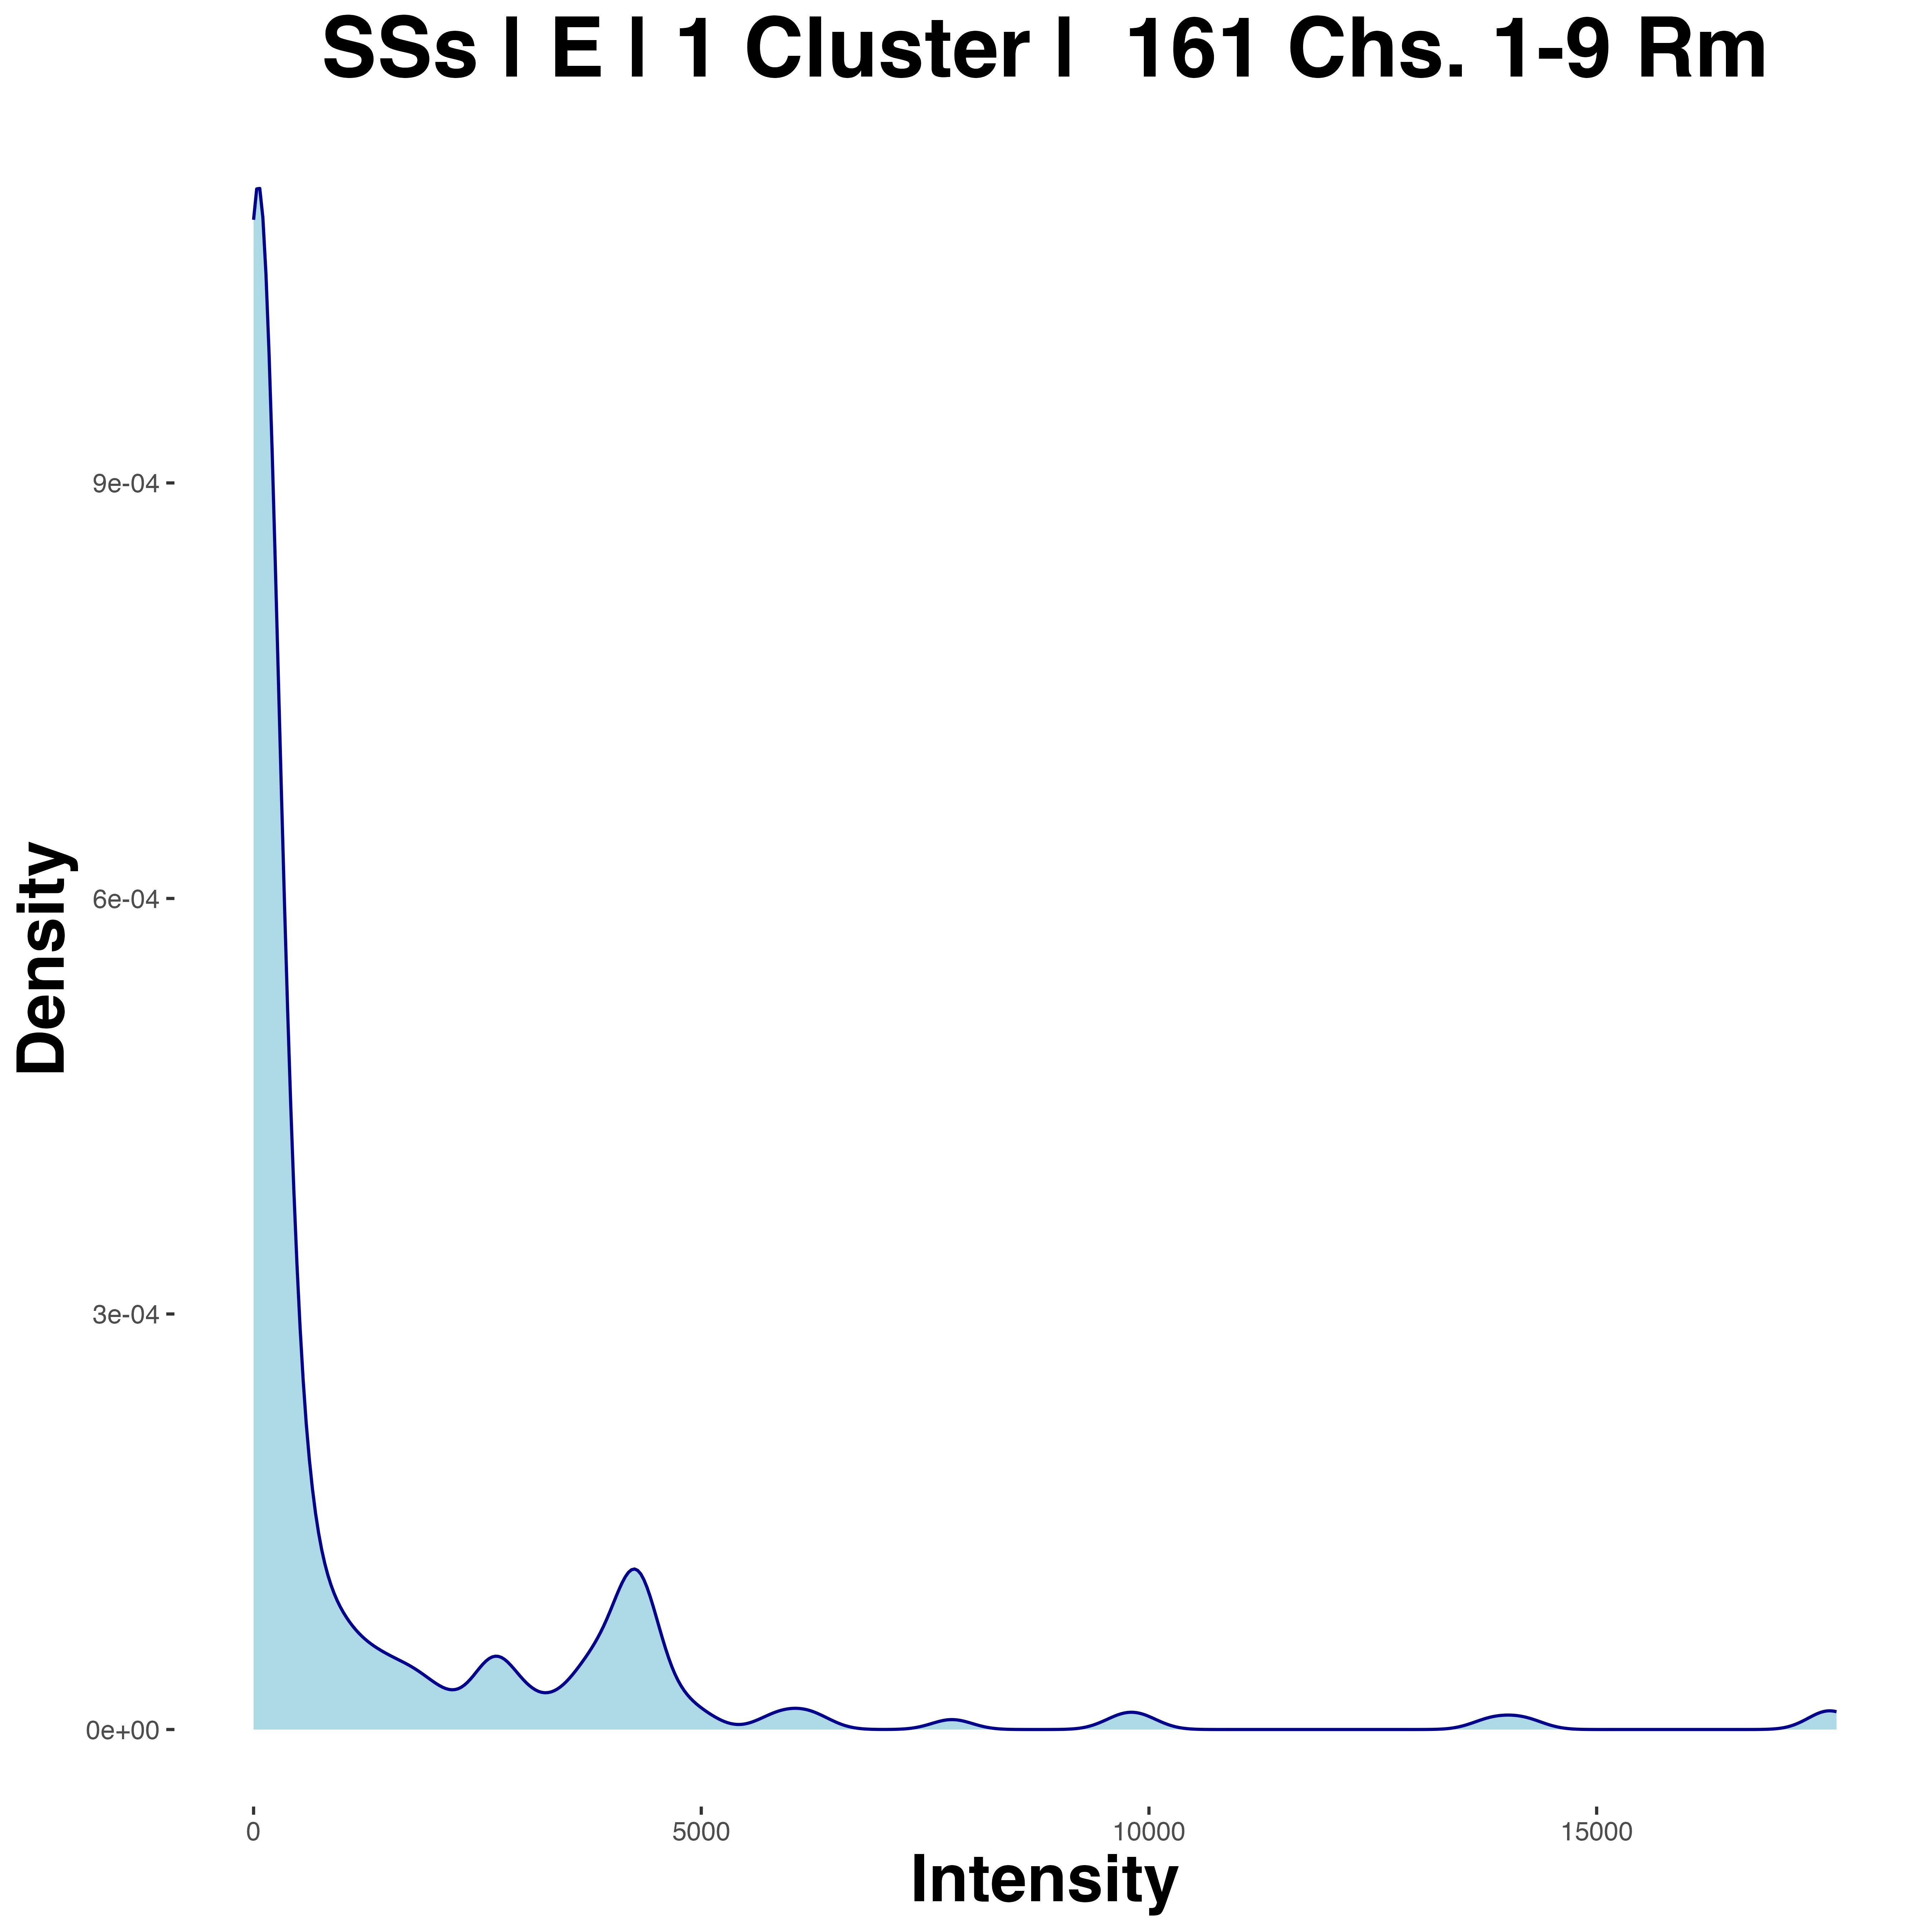 SSs | E | 1 Cluster |  161 Chs. 1-9 Rm
Density
9e-04
6e-04
3e-04
0e+00
0
5000
10000
15000
Intensity